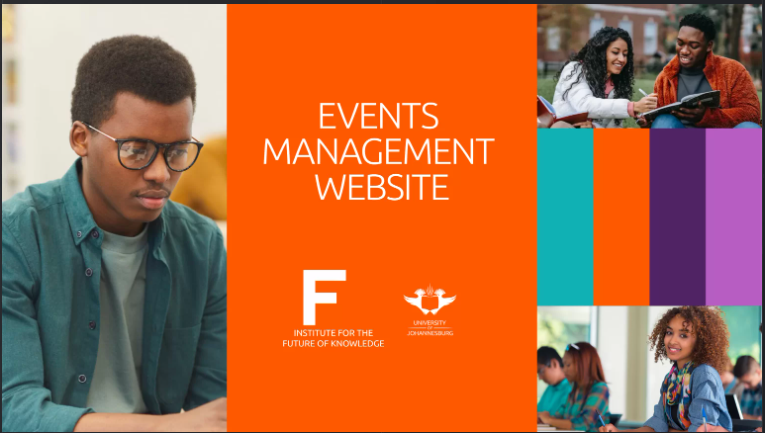 EVENTS
MANAGEMENT
WEBSITE
F
INSTITUTE FOR THE
FUTURE OF KNOWLEDGE
UNIVERSITY
OF
JOHANNESBURG